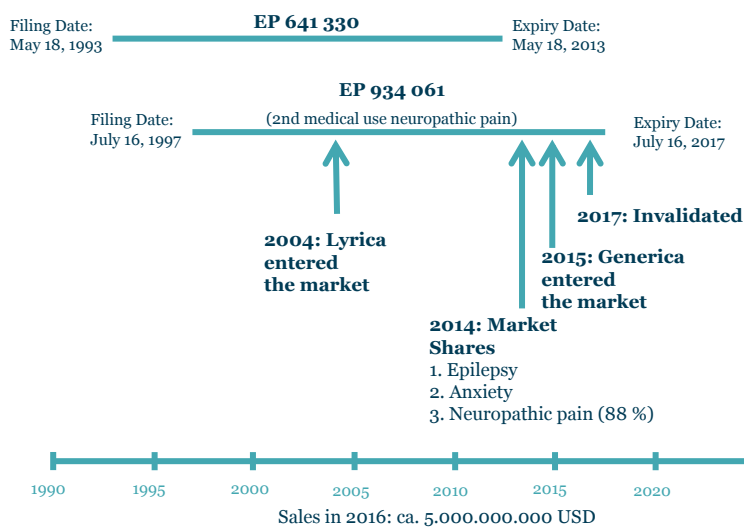 Filing Date:
May 18, 1993
EP 641 330
Expiry Date:
May 18, 2013
EP 934 061
Filing Date:
July 16, 1997
(2nd medical use neuropathic pain)
Expiry Date:
July 16, 2017
2004: Lyrica
entered
the market
2017: Invalidated
2015: Generica
entered
the market
2014: Market
Shares
1. Epilepsy
2. Anxiety
3. Neuropathic pain (88 %)
1990 1995 2000 2005 2010 2015 2020
Sales in 2016: ca. 5.000.000.000 USD